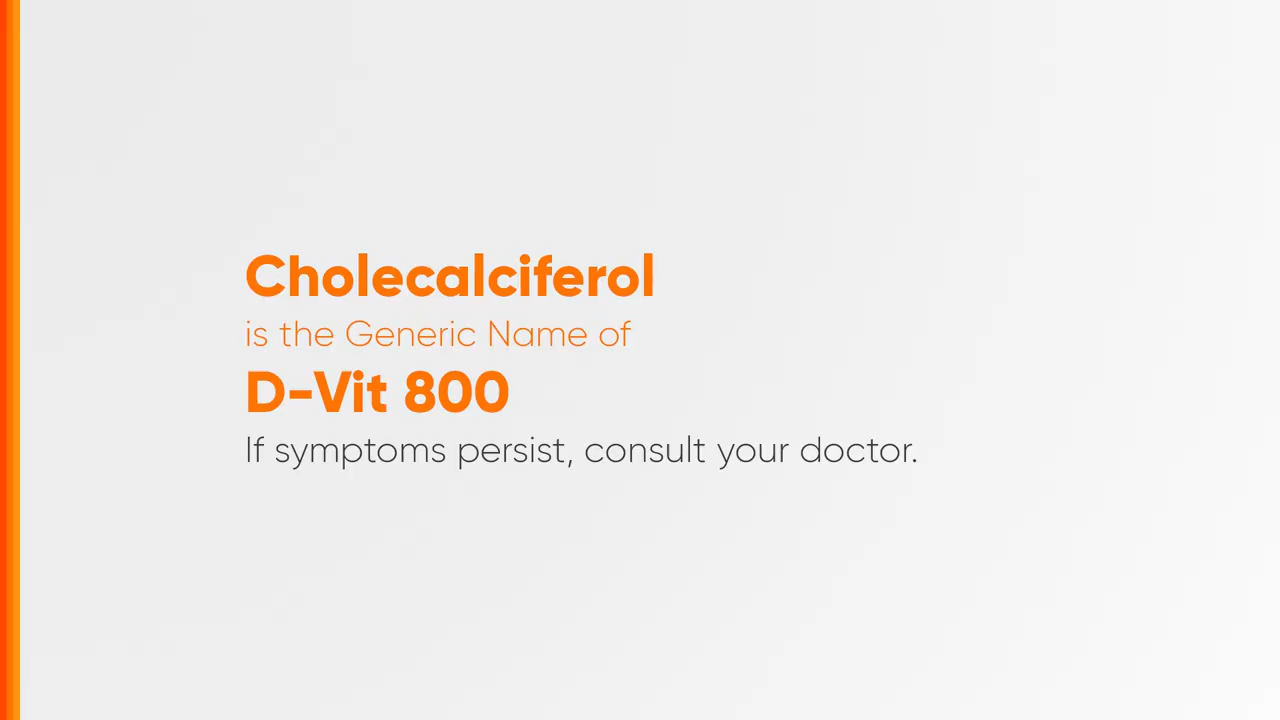 Cholecalciferol
is the Generic Name of
D-Vit 800
If symptoms persist, consult your doctor.